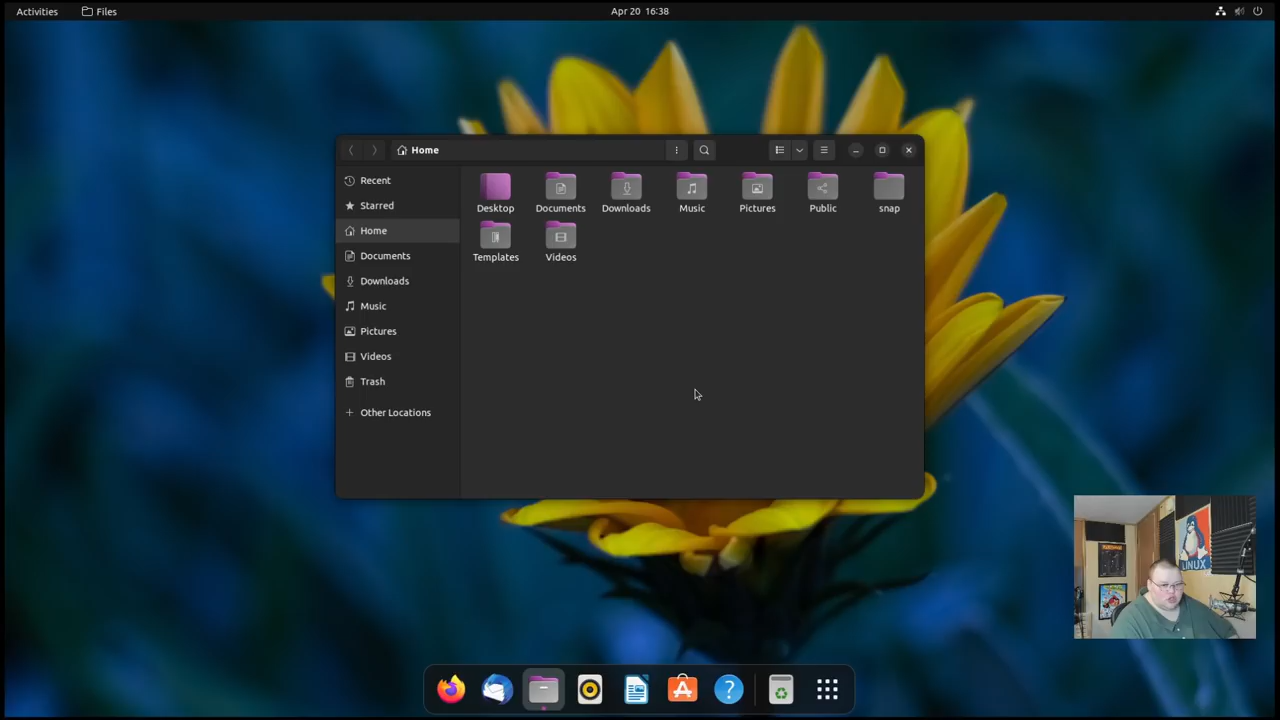 Activities
Files
Apr 20 16:38
Home
Recent
Starred
Home
Documents
Downloads
Music
Pictures
Videos
Trash
Other Locations
Desktop
Documents
Downloads
Music
Pictures
Public
snap
Templates
Videos
LINUX